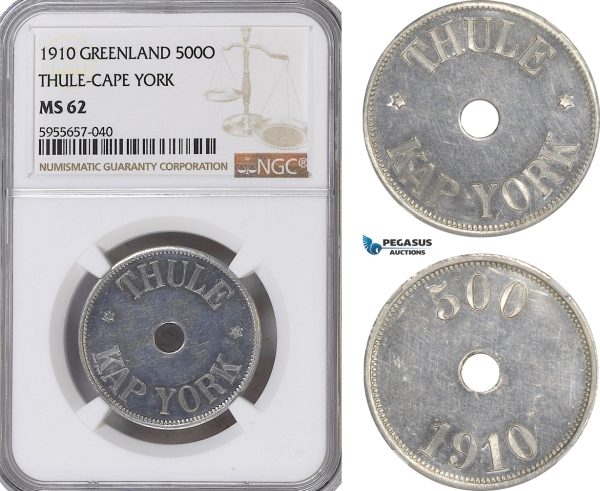 1910 GREENLAND 500O
THULE-CAPE YORK
MS 62
5955657-040
NUMISMATIC GUARANTY CORPORATION
NGC®
THULE
KAP YORK
THULE
KAP YORK
PEGASUS
AUCTIONS
500
1910